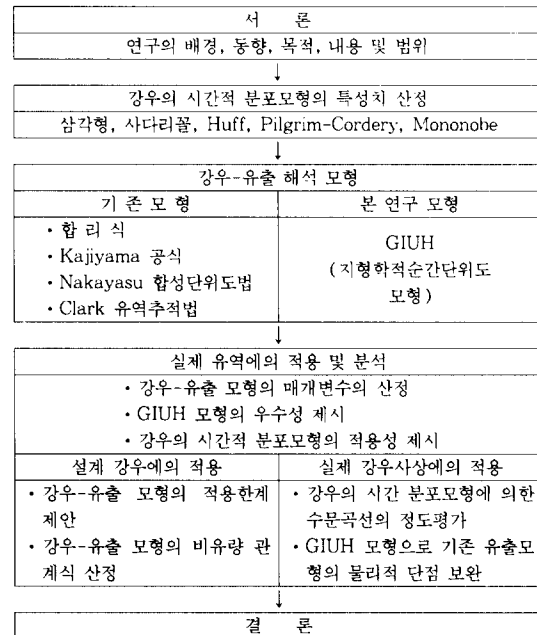 서 론
연구의 배경, 동향, 목적, 내용 및 범위
강우의 시간적 분포모형의 특성치 산정
삼각형, 사다리꼴, Huff, Pilgrim-Cordery, Mononobe
강우-유출 해석 모형
기 존 모 형
본 연구 모형
· 합 리 식
· Kajiyama 공식
· Nakayasu 합성단위도법
· Clark 유역추적법
GIUH
(지형학적순간단위도
모형)
실제 유역에의 적용 및 분석
· 강우-유출 모형의 매개변수의 산정
· GIUH 모형의 우수성 제시
· 강우의 시간적 분포모형의 적용성 제시
설계 강우에의 적용
실제 강우사상에의 적용
· 강우-유출 모형의 적용한계
제안
· 강우-유출 모형의 비유량 관
계식 산정
· 강우의 시간 분포모형에 의한
수문곡선의 정도평가
· GIUH 모형으로 기존 유출모
형의 물리적 단점 보완
결 론